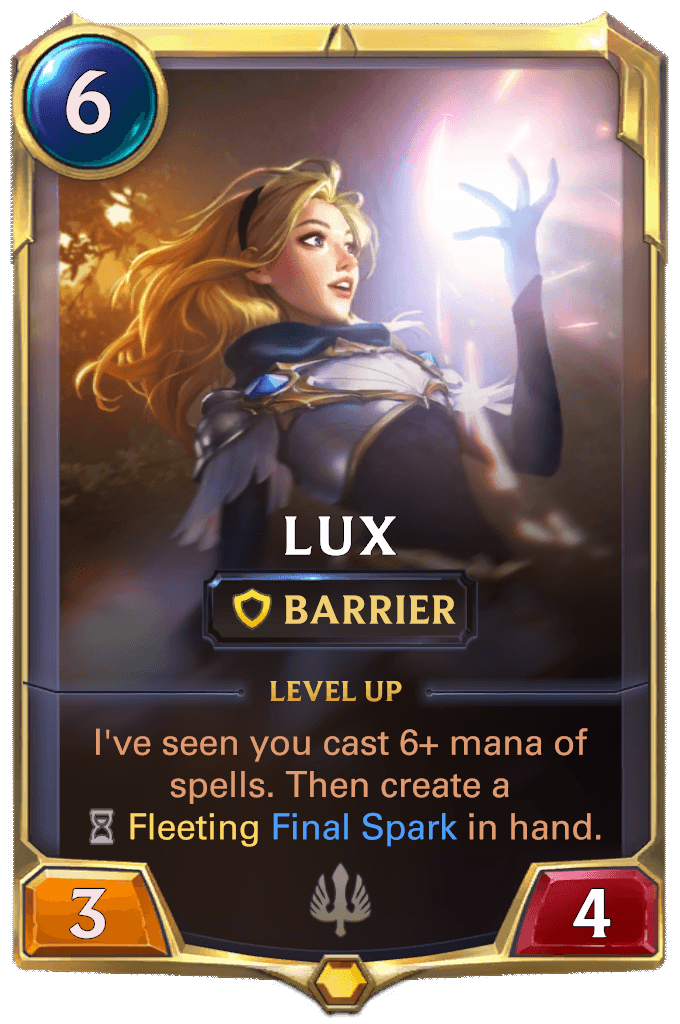 6
LUX
BARRIER
LEVEL UP
I've seen you cast 6+ mana of
spells. Then create a
Fleeting Final Spark in hand.
3
4